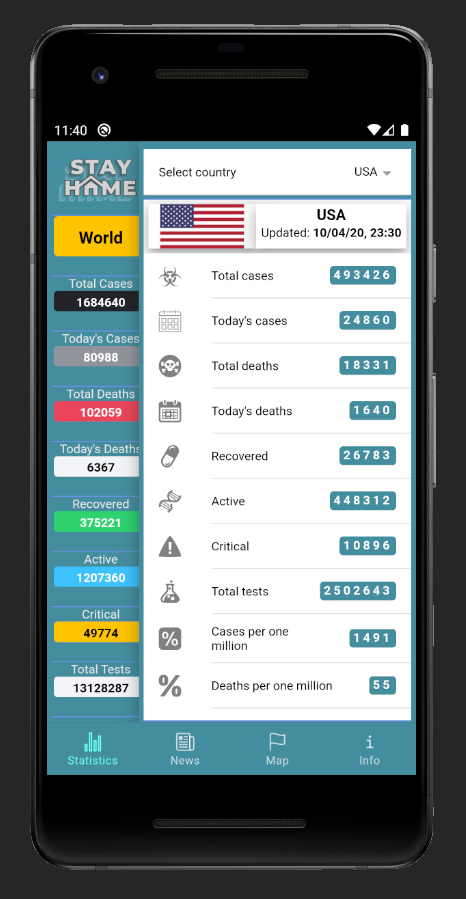 11:40
STAY
HOME
World
Total Cases
1684640
Today's Cases
80988
Total Deaths
102059
Today's Deaths
6367
Recovered
375221
Active
1207360
Critical
49774
Total Tests
13128287
Select country
USA
USA
Updated: 10/04/20, 23:30
Total cases
493426
Today's cases
24860
Total deaths
18331
Today's deaths
1640
Recovered
26783
Active
448312
Critical
10896
Total tests
2502643
Cases per one
million
1491
Deaths per one million
55
Statistics
News
Map
Info